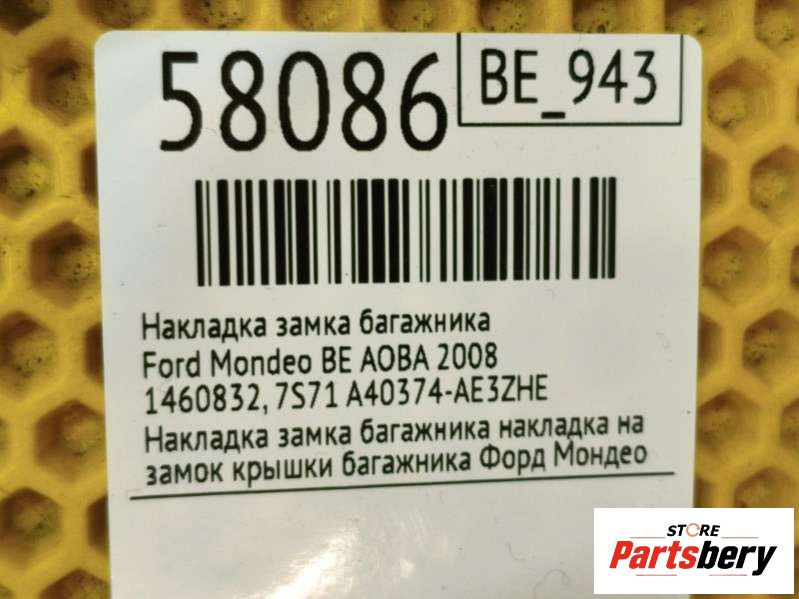 58086
BE_943
Накладка замка багажника
Ford Mondeo BE AOBA 2008
1460832, 7S71 A40374-AE3ZHE
Накладка замка багажника накладка на
замок крышки багажника Форд Мондео
STORE
Partsbery